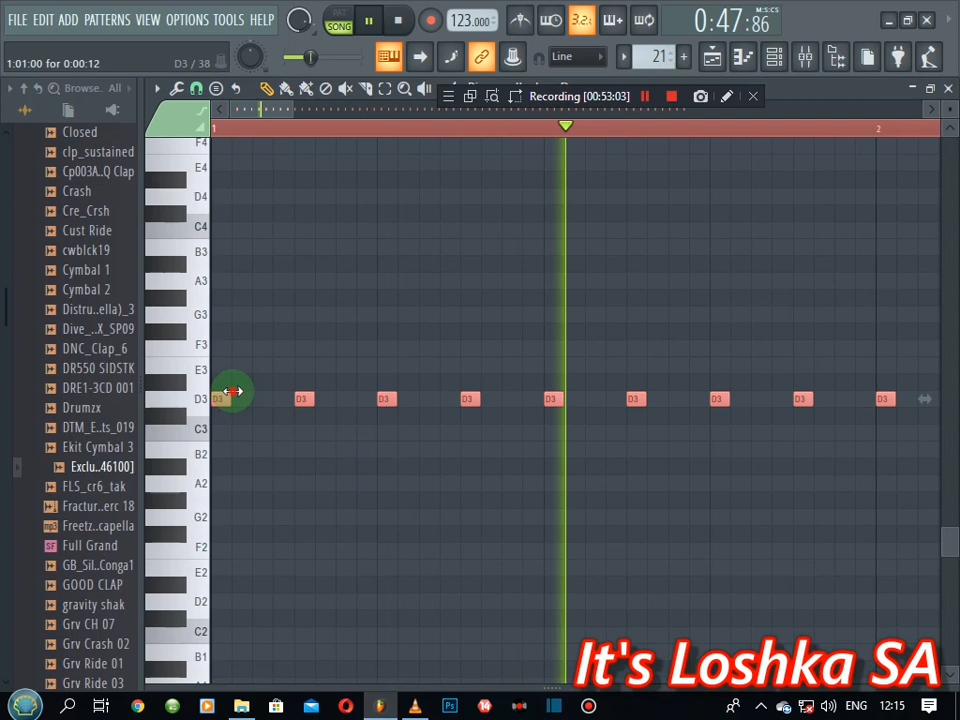 FILE EDIT ADD PATTERNS VIEW OPTIONS TOOLS HELP
PAT
SONG
123.000
3.2.
0:47:86
M:S:CS
1:01:00 for 0:00:12
D3 / 38
Line
21
Browse.. All
Recording [00:53:03]
1
2
Closed
clp_sustained
Cp003A..Q Clap
Crash
Cre_Crsh
Cust Ride
cwblck19
Cymbal 1
Cymbal 2
Distru..ella)_3
Dive_..X_SP09
DNC_Clap_6
DR550 SIDSTK
DRE1-3CD 001
Drumzx
DTM_E..ts_019
Ekit Cymbal 3
Exclu..46100]
FLS_cr6_tak
Fractur..erc 18
Freetz..capella
Full Grand
GB_Sil..Conga1
GOOD CLAP
gravity shak
Grv CH 07
Grv Crash 02
Grv Ride 01
Grv Ride 03
F4
E4
D4
C4
B3
A3
G3
F3
E3
D3
C3
B2
A2
G2
F2
E2
D2
C2
B1
D3 D3 D3 D3 D3 D3 D3 D3 D3
It's Loshka SA
ENG
12:15